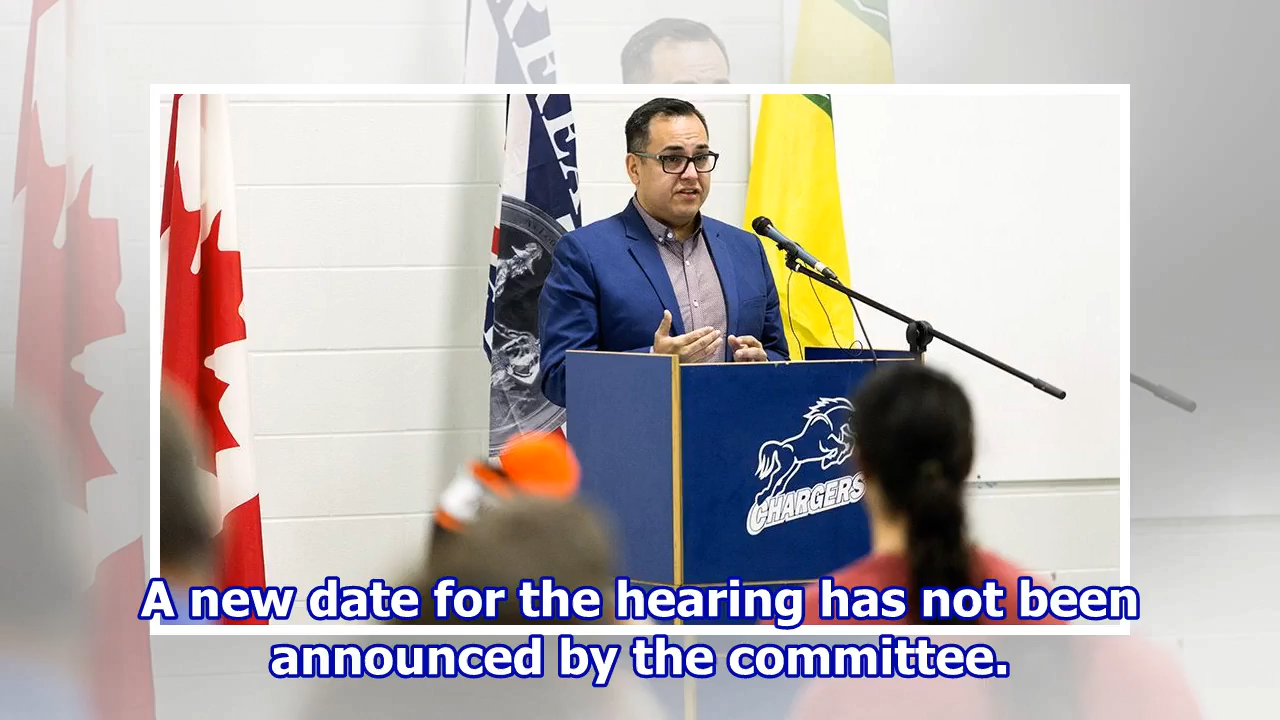 CHARGERS
A new date for the hearing has not been
announced by the committee.